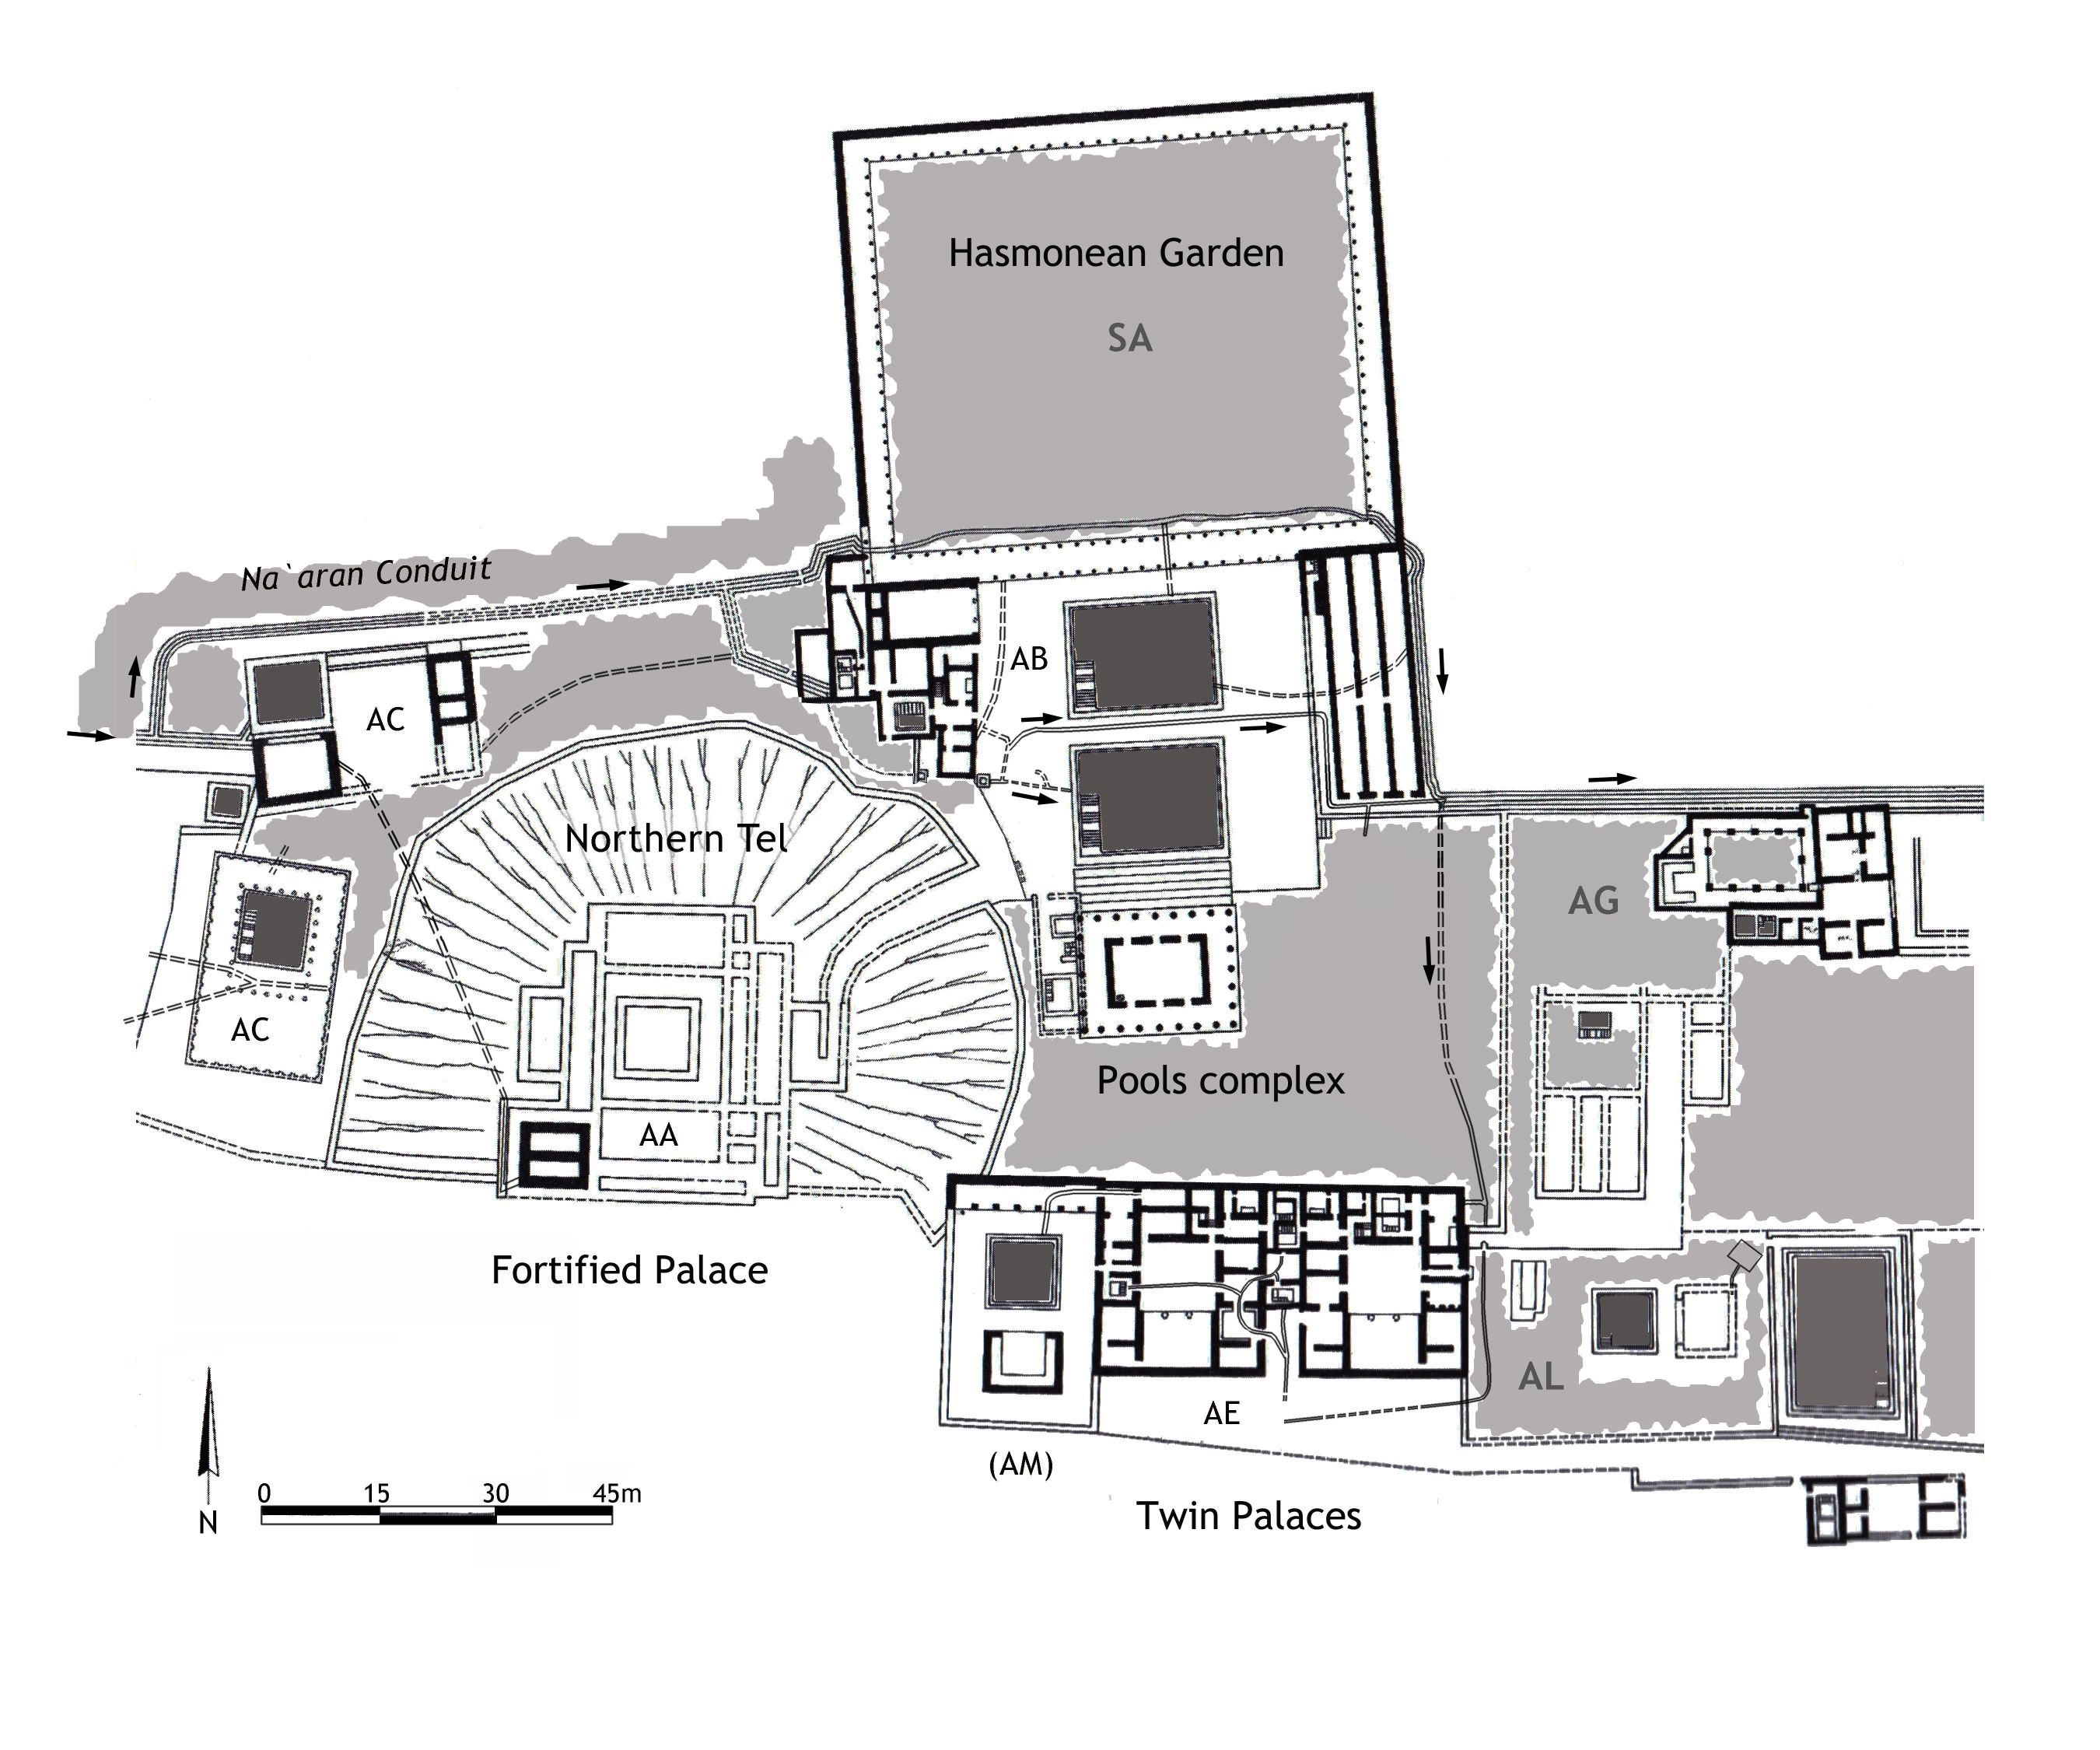 Hasmonean Garden
SA
Na`aran Conduit
AB
AC
Northern Tel
AG
AC
Pools complex
AA
Fortified Palace
AL
AE
(AM)
0 15 30 45m
Twin Palaces
N